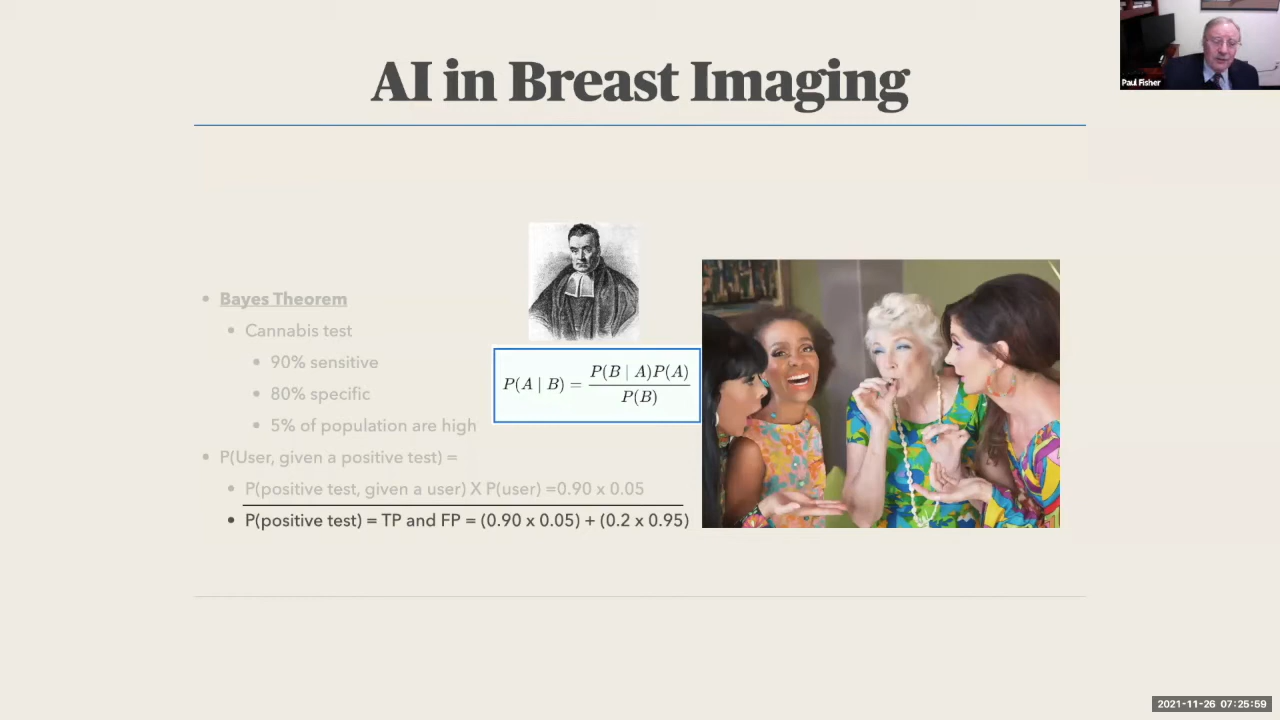 AI in Breast Imaging
Paul Fisher
• Bayes Theorem
• Cannabis test
• 90% sensitive
• 80% specific
• 5% of population are high
• P(User, given a positive test) =
• P(positive test, given a user) X P(user) =0.90 x 0.05
• P(positive test) = TP and FP = (0.90 x 0.05) + (0.2 x 0.95)
P(A | B) = P(B | A)P(A) / P(B)
2021-11-26 07:25:59